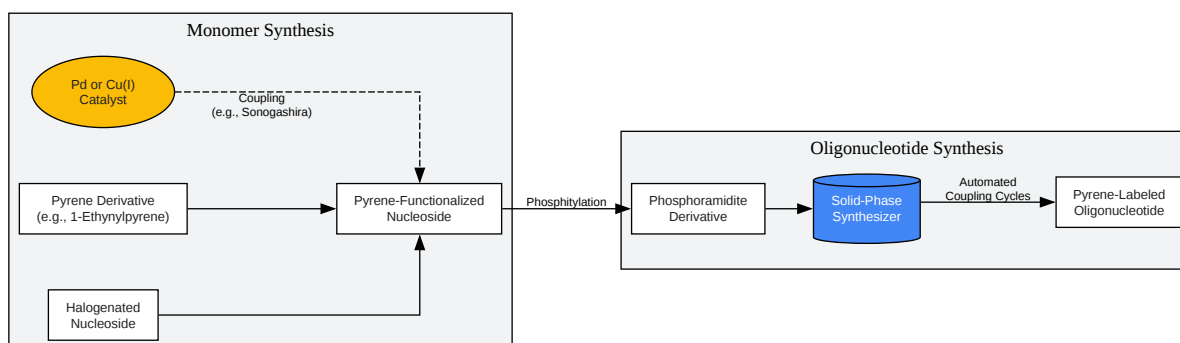 Monomer Synthesis
Pd or Cu(I)
Catalyst
Coupling
(e.g., Sonogashira)
Pyrene Derivative
(e.g., 1-Ethynylpyrene)
Pyrene-Functionalized
Nucleoside
Halogenated
Nucleoside
Phosphitylation
Oligonucleotide Synthesis
Phosphoramidite
Derivative
Solid-Phase
Synthesizer
Automated
Coupling Cycles
Pyrene-Labeled
Oligonucleotide